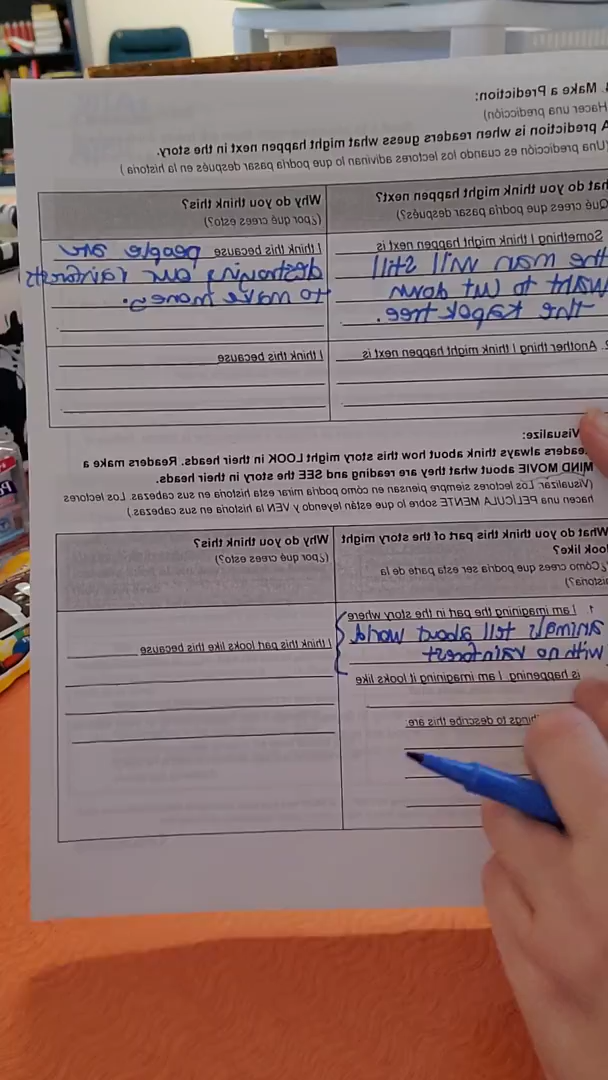 . Make a Prediction:
Hacer una predicción)
A prediction is when readers guess what might happen next in the story.
(Una predicción es cuando los lectores adivinan lo que podría pasar después en la historia.)
hat do you think might happen next?
Qué crees que podría pasar después?)
Why do you think this?
(¿por qué crees esto?)
Something I think might happen next is
the man will still
want to cut down
the kapok tree.
I think this because people are
destroying our rainforests
to make money.
2. Another thing I think might happen next is
I think this because
Visualize:
eaders always think about how this story might LOOK in their heads. Readers make a
MIND MOVIE about what they are reading and SEE the story in their heads.
(Visualizar: Los lectores siempre piensan en cómo podría mirar esta historia en sus cabezas. Los lectores
hacen una PELÍCULA MENTE sobre lo que están leyendo y VEN la historia en sus cabezas.)
What do you think this part of the story might
look like?
¿Cómo crees que podría ser esta parte de la
historia?)
Why do you think this?
(¿por qué crees esto?)
1. I am imagining the part in the story where
animals tell about world
with no rainforest
is happening. I am imagining it looks like
ings to describe this are:
I think this part looks like this because